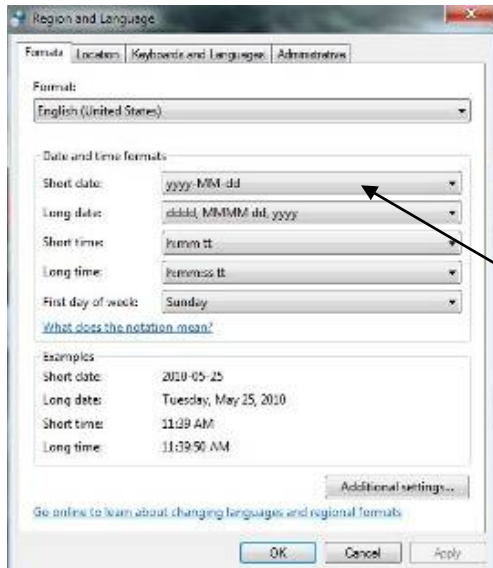 Region and Language
Formats Location Keyboards and Languages Administrative
Format:
English (United States)
Date and time formats
Short date: yyyy-MM-dd
Long date: dddd, MMMM dd, yyyy
Short time: h:mm tt
Long time: h:mm:ss tt
First day of week: Sunday
What does the notation mean?
Examples
Short date: 2010-05-25
Long date: Tuesday, May 25, 2010
Short time: 11:39 AM
Long time: 11:39:50 AM
Additional settings...
Go online to learn about changing languages and regional formats
OK Cancel Apply